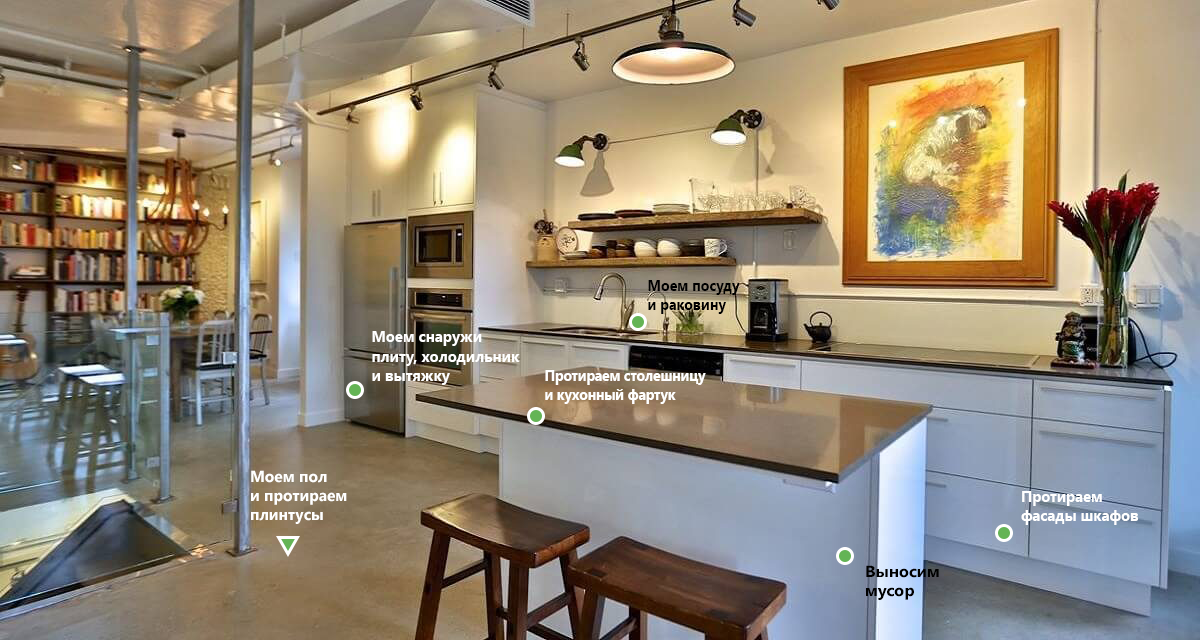 Моем посуду
и раковину
Моем снаружи
плиту, холодильник
и вытяжку
Протираем столешницу
и кухонный фартук
Моем пол
и протираем
плинтусы
Протираем
фасады шкафов
Выносим
мусор